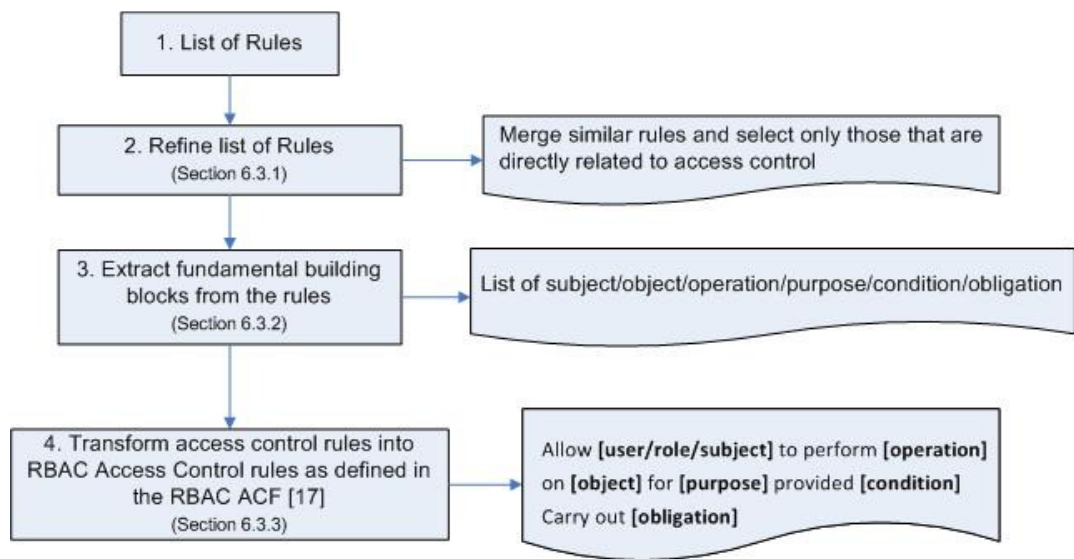 1. List of Rules
2. Refine list of Rules
(Section 6.3.1)
Merge similar rules and select only those that are
directly related to access control
3. Extract fundamental building
blocks from the rules
(Section 6.3.2)
List of subject/object/operation/purpose/condition/obligation
4. Transform access control rules into
RBAC Access Control rules as defined in
the RBAC ACF [17]
(Section 6.3.3)
Allow [user/role/subject] to perform [operation]
on [object] for [purpose] provided [condition]
Carry out [obligation]